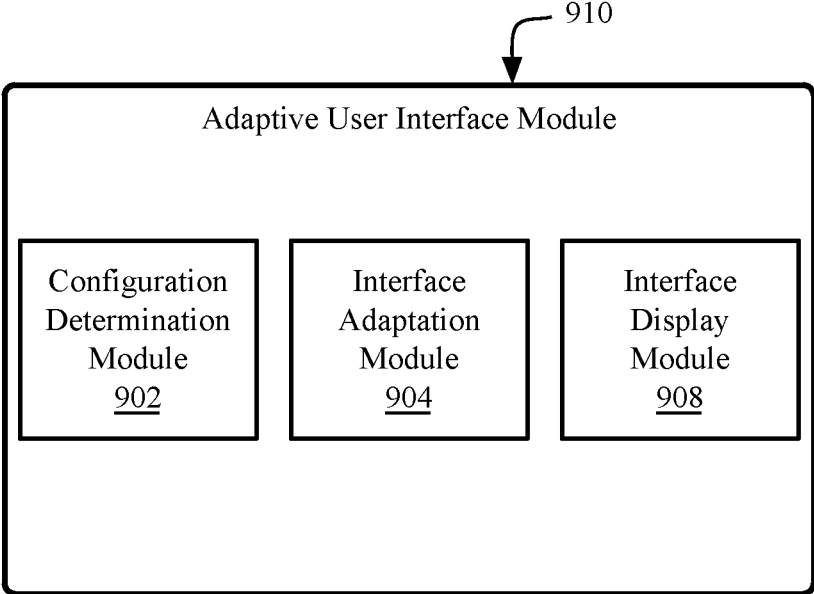 910
Adaptive User Interface Module
Configuration
Determination
Module
902
Interface
Adaptation
Module
904
Interface
Display
Module
908